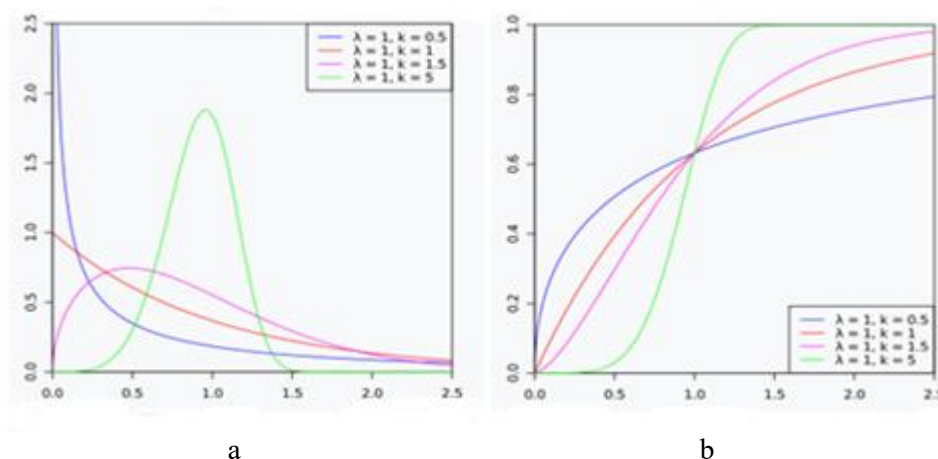 2.5
2.0
1.5
1.0
0.5
0.0
λ = 1, k = 0.5
λ = 1, k = 1
λ = 1, k = 1.5
λ = 1, k = 5
0.0 0.5 1.0 1.5 2.0 2.5
a
1.0
0.8
0.6
0.4
0.2
0.0
λ = 1, k = 0.5
λ = 1, k = 1
λ = 1, k = 1.5
λ = 1, k = 5
0.0 0.5 1.0 1.5 2.0 2.5
b